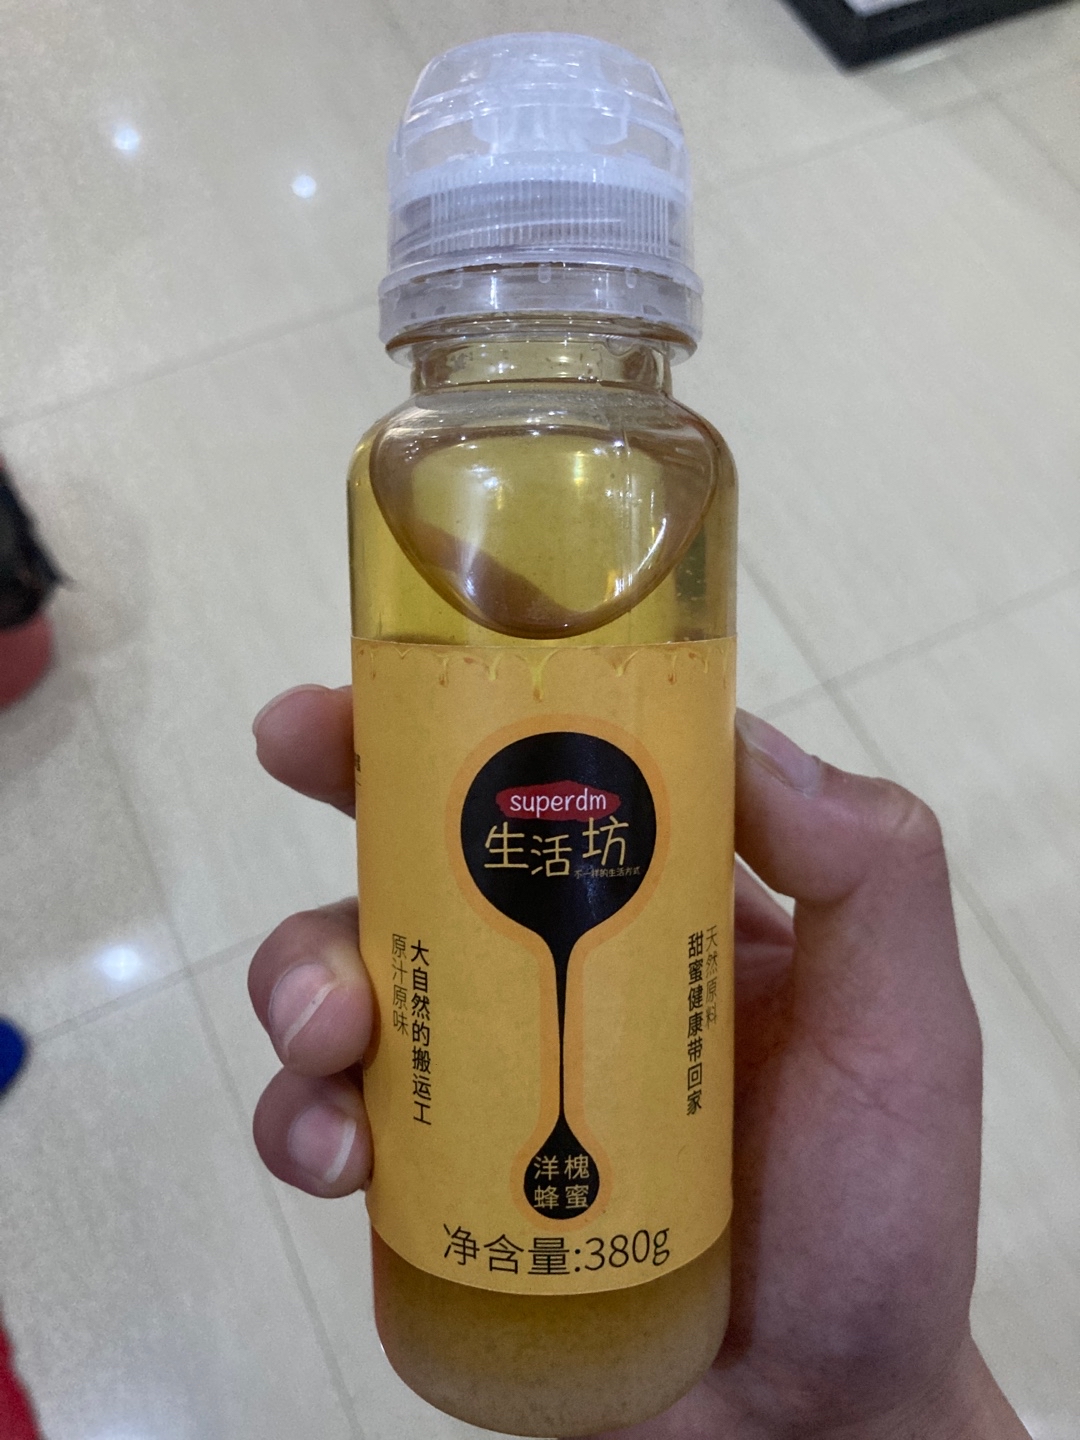 superdm
生活坊
不一样的生活方式
大自然的搬运工
原汁原味
天然原料
甜蜜健康带回家
洋槐
蜂蜜
净含量:380g